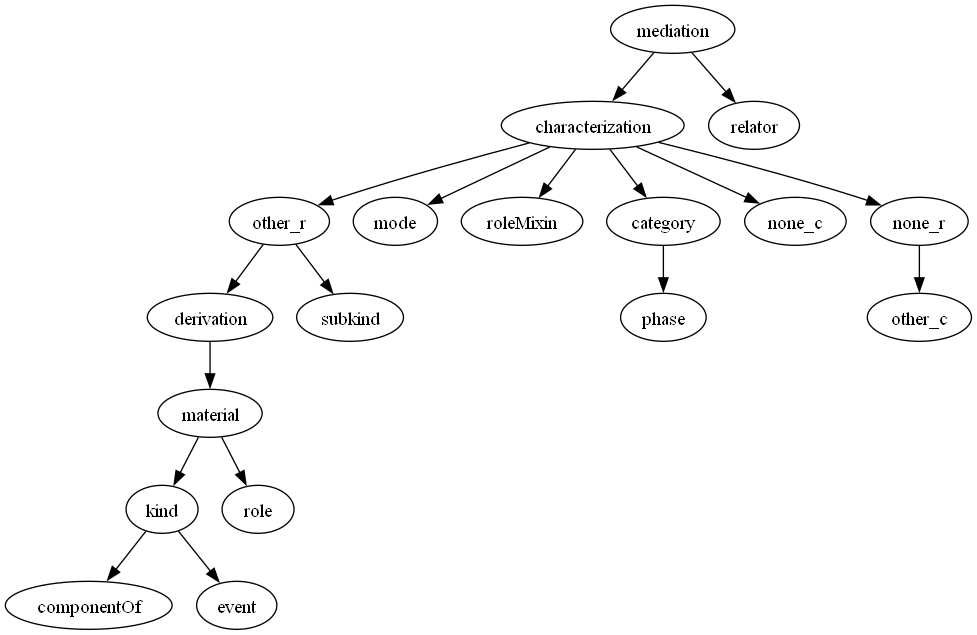 mediation
characterization
relator
other_r
mode
roleMixin
category
none_c
none_r
derivation
subkind
phase
other_c
material
kind
role
componentOf
event